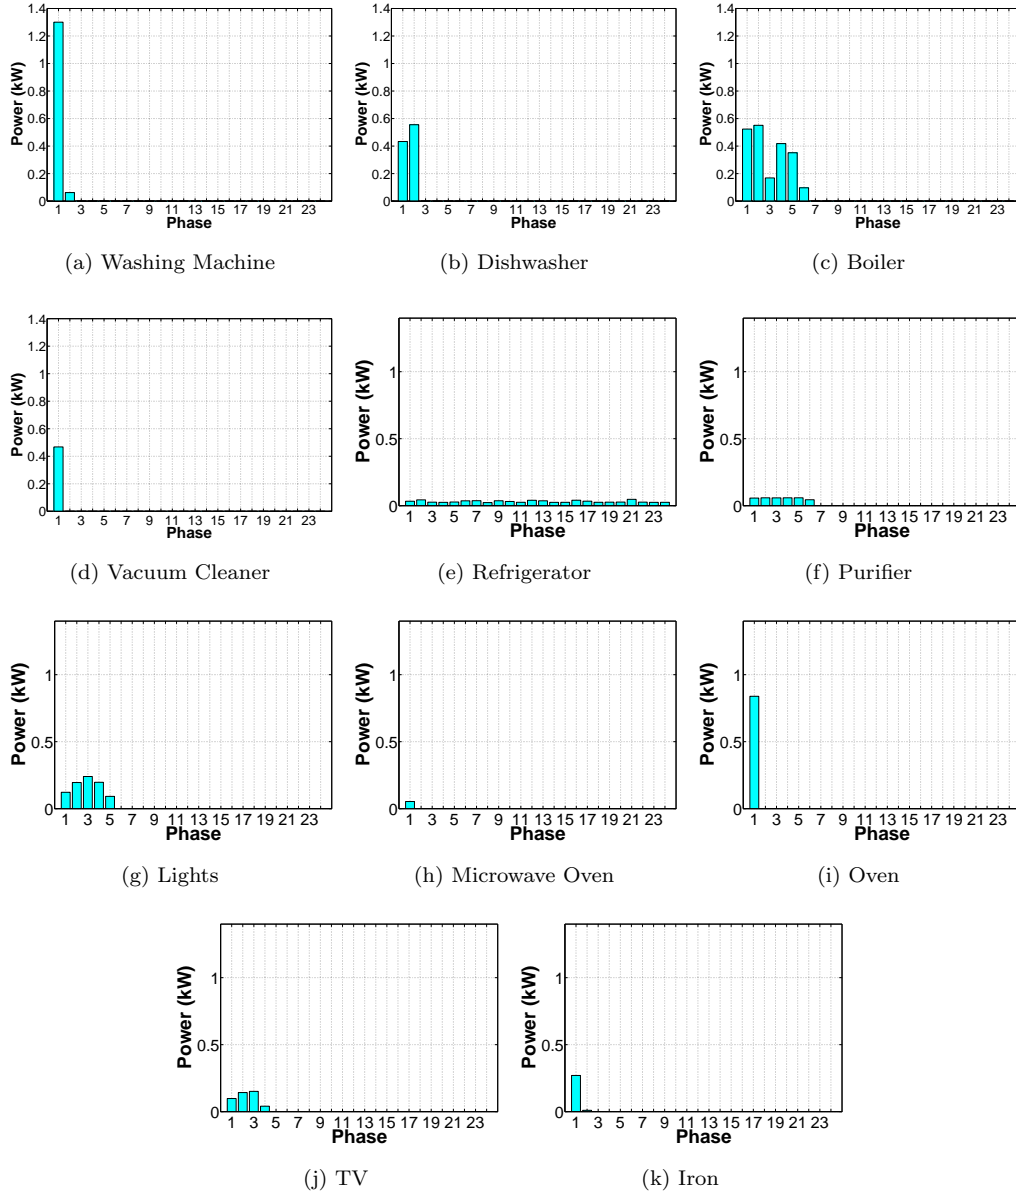 1.4 1.4 1.4
1.2 1.2 1.2
1 1 1
0.8 0.8 0.8
0.6 0.6 0.6
0.4 0.4 0.4
0.2 0.2 0.2
0 0 0
Power (kW) Power (kW) Power (kW)
1 3 5 7 9 11 13 15 17 19 21 23 1 3 5 7 9 11 13 15 17 19 21 23 1 3 5 7 9 11 13 15 17 19 21 23
Phase Phase Phase
(a) Washing Machine (b) Dishwasher (c) Boiler
1.4
1.2
1 1 1
0.8
0.6
0.4 0.5 0.5
0.2
0 0 0
Power (kW) Power (kW) Power (kW)
1 3 5 7 9 11 13 15 17 19 21 23 1 3 5 7 9 11 13 15 17 19 21 23 1 3 5 7 9 11 13 15 17 19 21 23
Phase Phase Phase
(d) Vacuum Cleaner (e) Refrigerator (f) Purifier
1 1 1
0.5 0.5 0.5
0 0 0
Power (kW) Power (kW) Power (kW)
1 3 5 7 9 11 13 15 17 19 21 23 1 3 5 7 9 11 13 15 17 19 21 23 1 3 5 7 9 11 13 15 17 19 21 23
Phase Phase Phase
(g) Lights (h) Microwave Oven (i) Oven
1 1
0.5 0.5
0 0
Power (kW) Power (kW)
1 3 5 7 9 11 13 15 17 19 21 23 1 3 5 7 9 11 13 15 17 19 21 23
Phase Phase
(j) TV (k) Iron